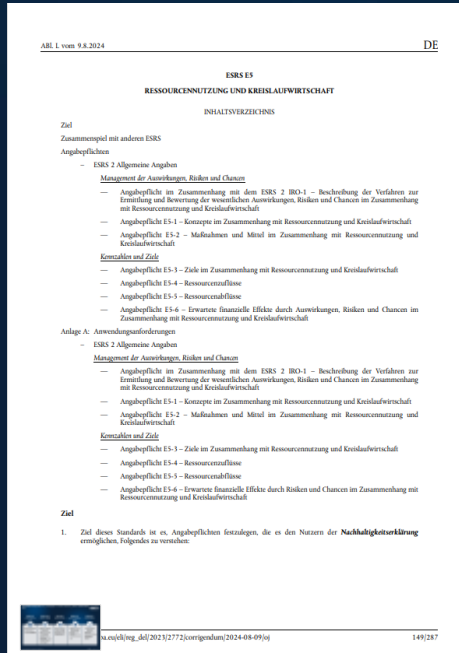 ABl. L vom 9.8.2024 DE
ESRS E5
RESSOURCENNUTZUNG UND KREISLAUFWIRTSCHAFT
INHALTSVERZEICHNIS
Ziel
Zusammenspiel mit anderen ESRS
Angabepflichten
– ESRS 2 Allgemeine Angaben
Management der Auswirkungen, Risiken und Chancen
— Angabepflicht im Zusammenhang mit dem ESRS 2 IRO-1 – Beschreibung der Verfahren zur
Ermittlung und Bewertung der wesentlichen Auswirkungen, Risiken und Chancen im Zusammenhang
mit Ressourcennutzung und Kreislaufwirtschaft
— Angabepflicht E5-1 – Konzepte im Zusammenhang mit Ressourcennutzung und Kreislaufwirtschaft
— Angabepflicht E5-2 – Maßnahmen und Mittel im Zusammenhang mit Ressourcennutzung und
Kreislaufwirtschaft
Kennzahlen und Ziele
— Angabepflicht E5-3 – Ziele im Zusammenhang mit Ressourcennutzung und Kreislaufwirtschaft
— Angabepflicht E5-4 – Ressourcenzuflüsse
— Angabepflicht E5-5 – Ressourcenabflüsse
— Angabepflicht E5-6 – Erwartete finanzielle Effekte durch Auswirkungen, Risiken und Chancen im
Zusammenhang mit Ressourcennutzung und Kreislaufwirtschaft
Anlage A: Anwendungsanforderungen
– ESRS 2 Allgemeine Angaben
Management der Auswirkungen, Risiken und Chancen
— Angabepflicht im Zusammenhang mit dem ESRS 2 IRO-1 – Beschreibung der Verfahren zur
Ermittlung und Bewertung der wesentlichen Auswirkungen, Risiken und Chancen im Zusammenhang
mit Ressourcennutzung und Kreislaufwirtschaft
— Angabepflicht E5-1 – Konzepte im Zusammenhang mit Ressourcennutzung und Kreislaufwirtschaft
— Angabepflicht E5-2 – Maßnahmen und Mittel im Zusammenhang mit Ressourcennutzung und
Kreislaufwirtschaft
Kennzahlen und Ziele
— Angabepflicht E5-3 – Ziele im Zusammenhang mit Ressourcennutzung und Kreislaufwirtschaft
— Angabepflicht E5-4 – Ressourcenzuflüsse
— Angabepflicht E5-5 – Ressourcenabflüsse
— Angabepflicht E5-6 – Erwartete finanzielle Effekte durch Risiken und Chancen im Zusammenhang mit
Ressourcennutzung und Kreislaufwirtschaft
Ziel
1. Ziel dieses Standards ist es, Angabepflichten festzulegen, die es den Nutzern der Nachhaltigkeitserklärung
ermöglichen, Folgendes zu verstehen:
pa.eu/eli/reg_del/2023/2772/corrigendum/2024-08-09/oj 149/287